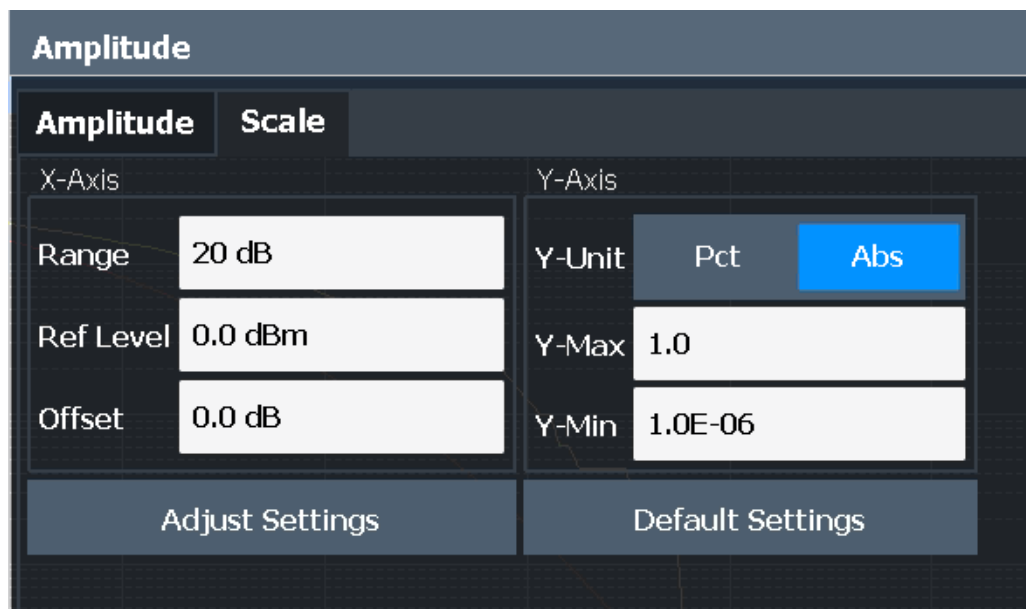 Amplitude
Amplitude Scale
X-Axis
Range 20 dB
Ref Level 0.0 dBm
Offset 0.0 dB
Y-Axis
Y-Unit Pct Abs
Y-Max 1.0
Y-Min 1.0E-06
Adjust Settings
Default Settings